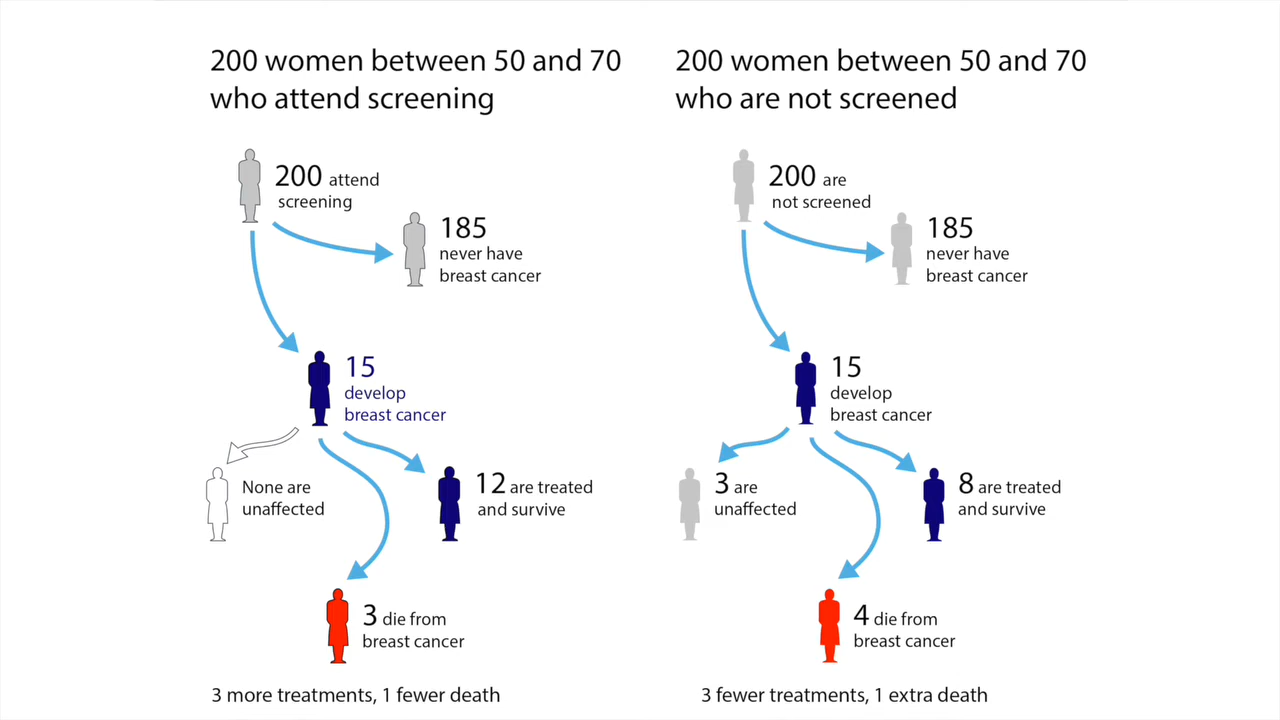 200 women between 50 and 70
who attend screening
200 attend
screening
185
never have
breast cancer
15
develop
breast cancer
None are
unaffected
12 are treated
and survive
3 die from
breast cancer
3 more treatments, 1 fewer death
200 women between 50 and 70
who are not screened
200 are
not screened
185
never have
breast cancer
15
develop
breast cancer
3 are
unaffected
8 are treated
and survive
4 die from
breast cancer
3 fewer treatments, 1 extra death